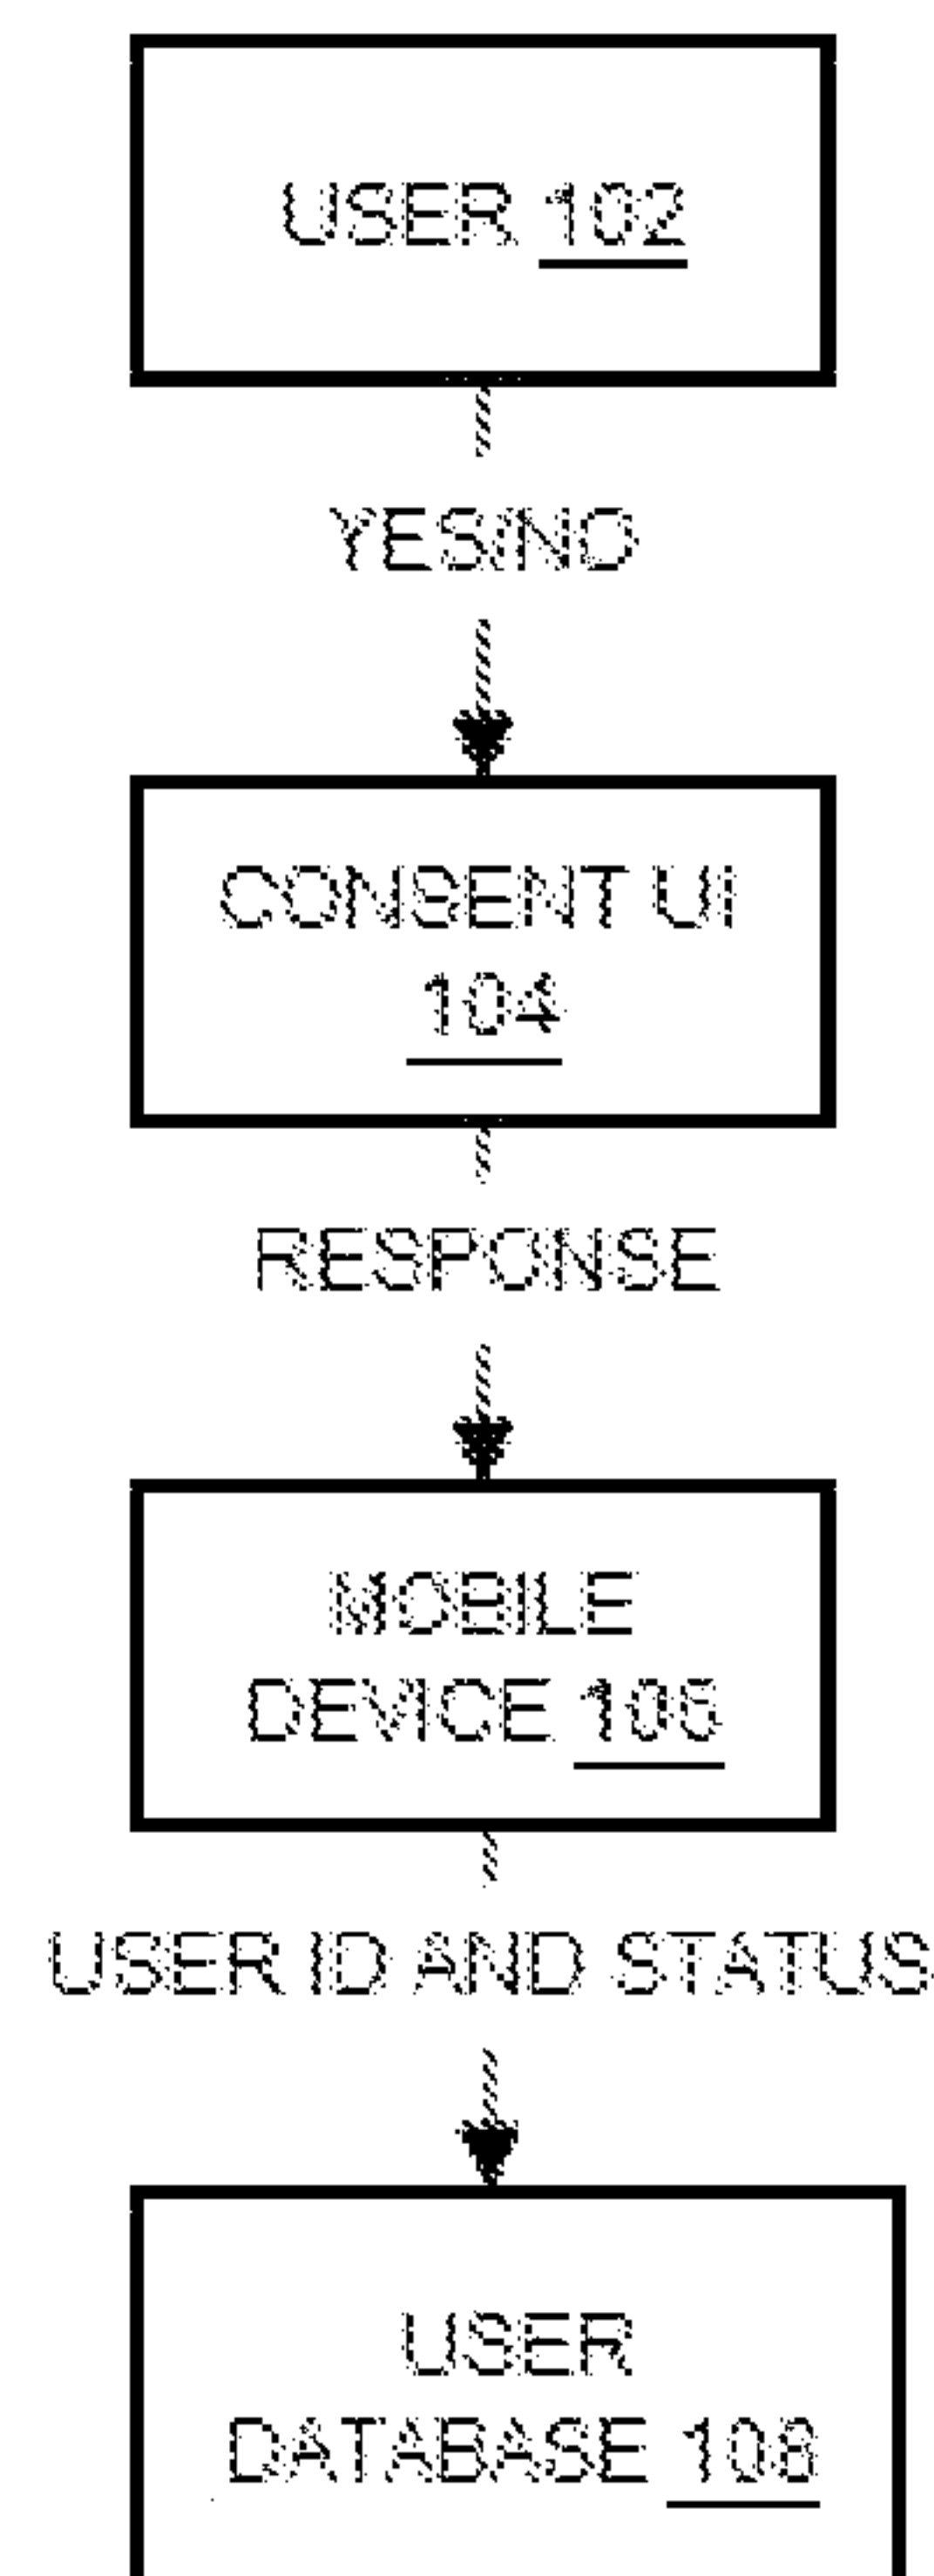 USER 102
YES/NO
CONSENT UI
104
RESPONSE
MOBILE
DEVICE 106
USER ID AND STATUS
USER
DATABASE 108